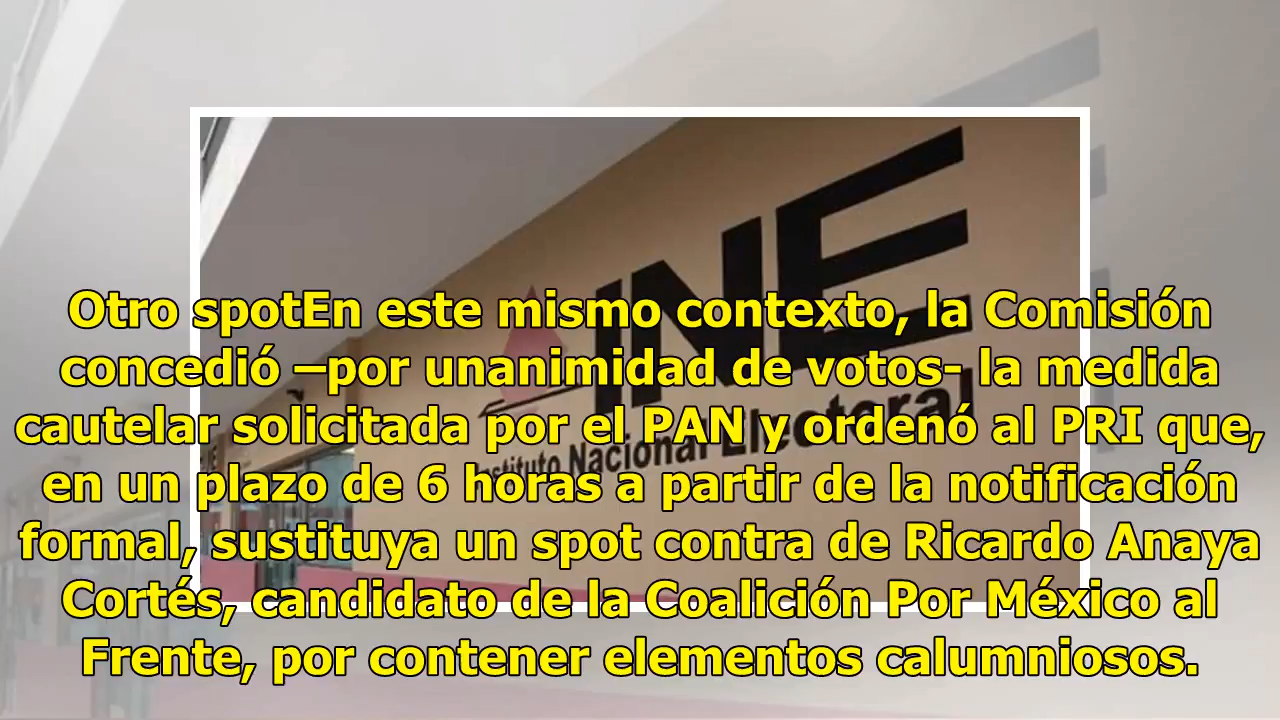 INE
Instituto Nacional Electoral
Otro spotEn este mismo contexto, la Comisión
concedió –por unanimidad de votos- la medida
cautelar solicitada por el PAN y ordenó al PRI que,
en un plazo de 6 horas a partir de la notificación
formal, sustituya un spot contra de Ricardo Anaya
Cortés, candidato de la Coalición Por México al
Frente, por contener elementos calumniosos.